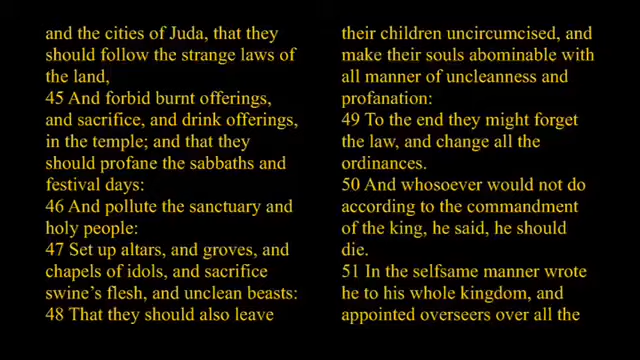 and the cities of Juda, that they
should follow the strange laws of
the land,
45 And forbid burnt offerings,
and sacrifice, and drink offerings,
in the temple; and that they
should profane the sabbaths and
festival days:
46 And pollute the sanctuary and
holy people:
47 Set up altars, and groves, and
chapels of idols, and sacrifice
swine's flesh, and unclean beasts:
48 That they should also leave
their children uncircumcised, and
make their souls abominable with
all manner of uncleanness and
profanation:
49 To the end they might forget
the law, and change all the
ordinances.
50 And whosoever would not do
according to the commandment
of the king, he said, he should
die.
51 In the selfsame manner wrote
he to his whole kingdom, and
appointed overseers over all the